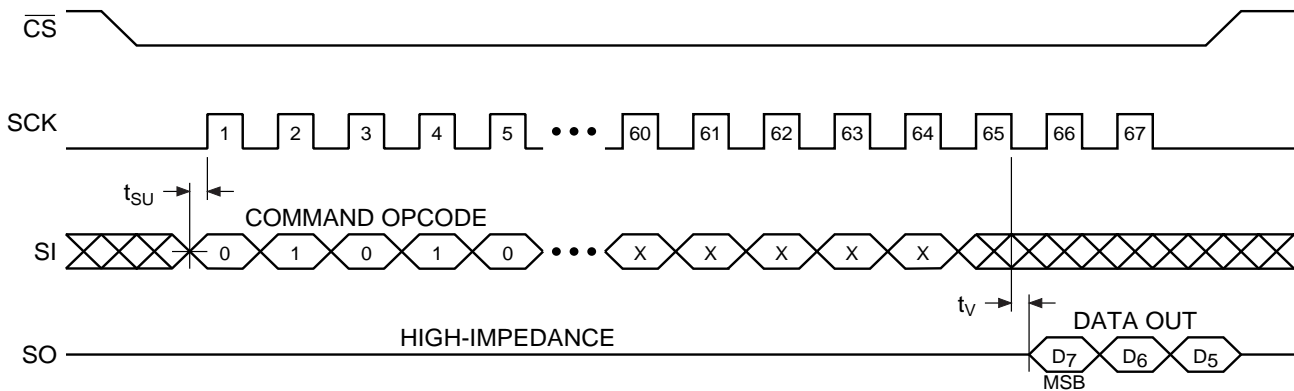 CS
SCK
1 2 3 4 5 ••• 60 61 62 63 64 65 66 67
tSU
COMMAND OPCODE
SI
0 1 0 1 0 ••• X X X X X
tV
HIGH-IMPEDANCE
DATA OUT
SO
D7 D6 D5
MSB